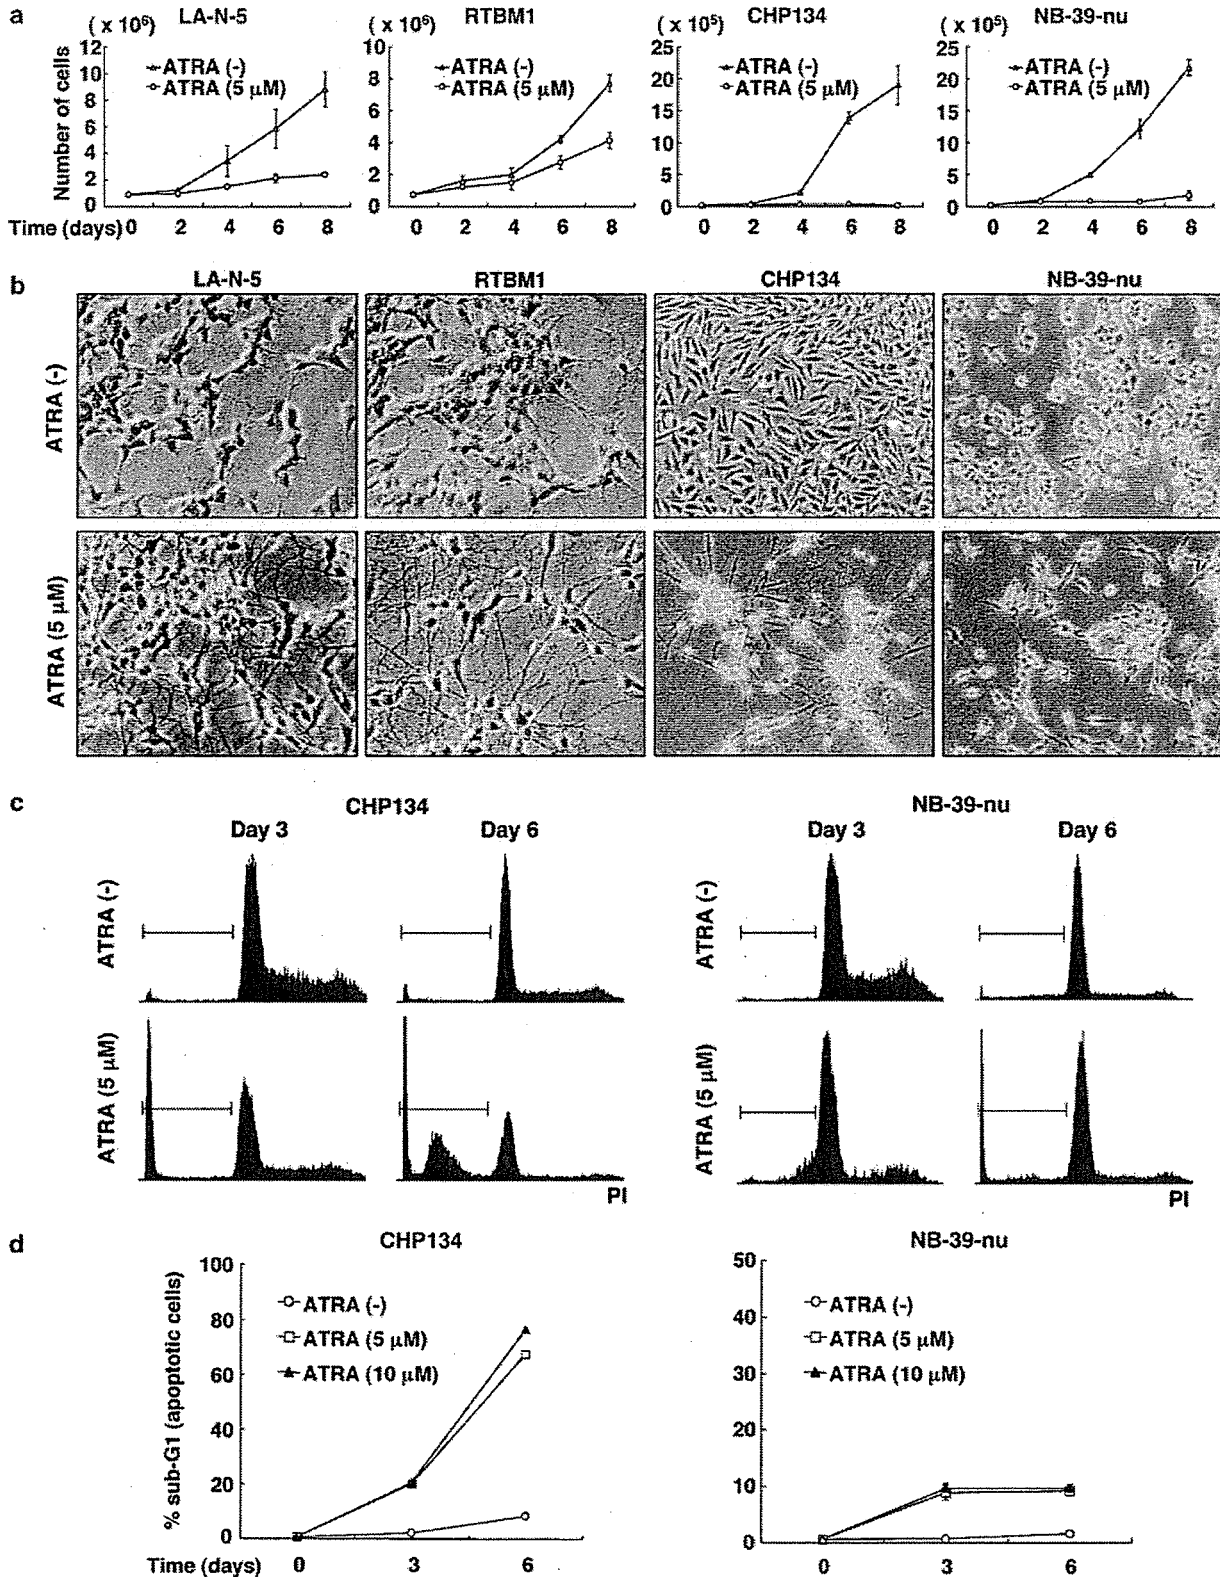 a
LA-N-5 RTBM1 CHP134 NB-39-nu
( x 10⁶) ( x 10⁶) ( x 10⁵) ( x 10⁵)
Number of cells
12
10
8
6
4
2
0
ATRA (-)
ATRA (5 μM)
10
8
6
4
2
0
ATRA (-)
ATRA (5 μM)
25
20
15
10
5
0
ATRA (-)
ATRA (5 μM)
25
20
15
10
5
0
ATRA (-)
ATRA (5 μM)
Time (days) 0 2 4 6 8 0 2 4 6 8 0 2 4 6 8 0 2 4 6 8
b
LA-N-5 RTBM1 CHP134 NB-39-nu
ATRA (-)
ATRA (5 μM)
c
CHP134 NB-39-nu
Day 3 Day 6 Day 3 Day 6
ATRA (-) ATRA (-)
ATRA (5 μM) ATRA (5 μM)
PI PI
d
CHP134 NB-39-nu
% sub-G1 (apoptotic cells)
100
80
60
40
20
0
ATRA (-)
ATRA (5 μM)
ATRA (10 μM)
50
40
30
20
10
0
ATRA (-)
ATRA (5 μM)
ATRA (10 μM)
Time (days) 0 3 6 0 3 6